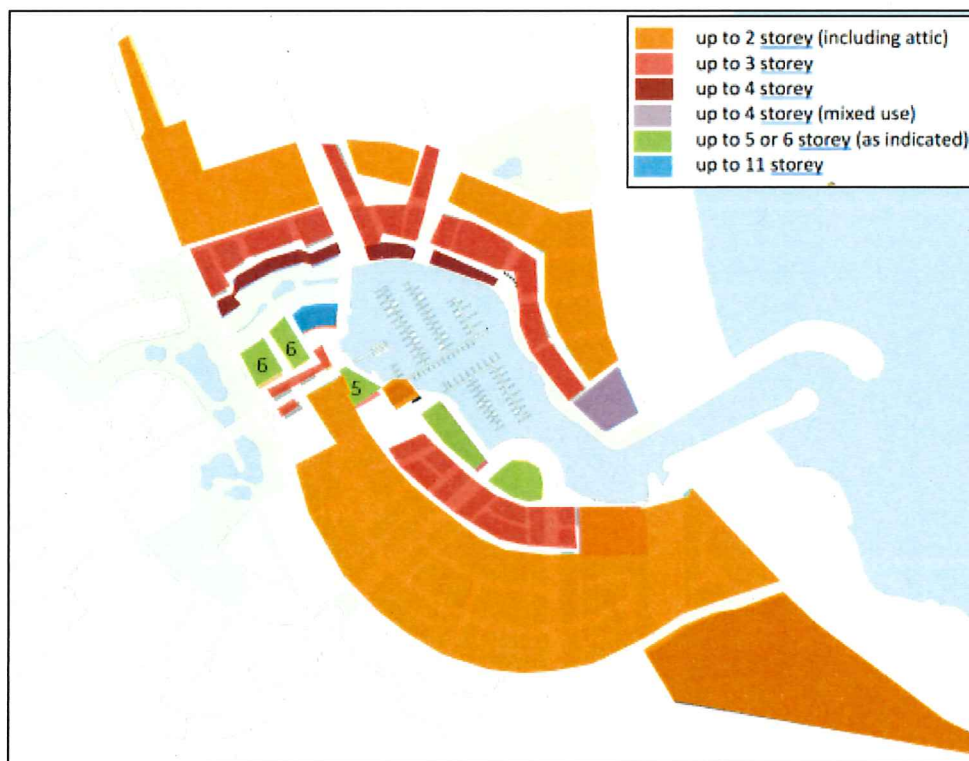 up to 2 storey (including attic)
up to 3 storey
up to 4 storey
up to 4 storey (mixed use)
up to 5 or 6 storey (as indicated)
up to 11 storey
6
6
5